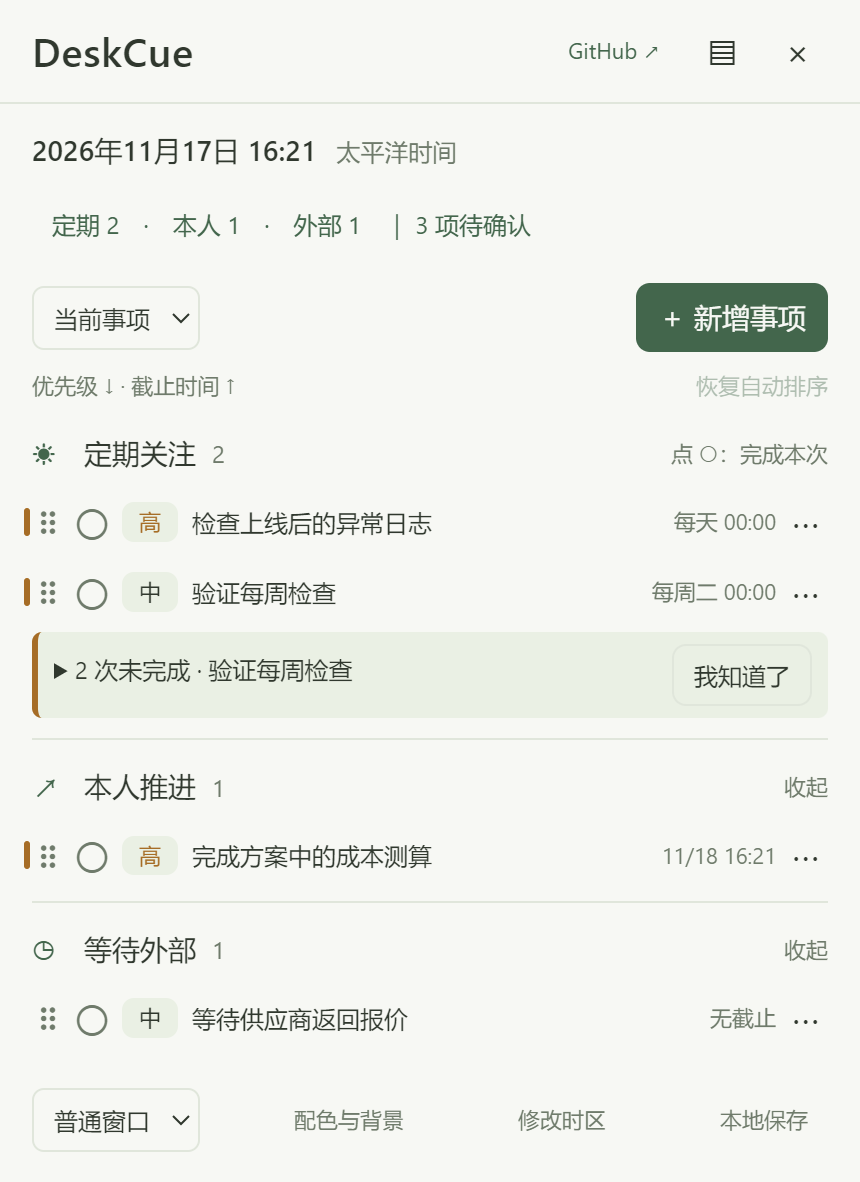 DeskCue GitHub ↗ ×
2026年11月17日 16:21 太平洋时间
定期 2 · 本人 1 · 外部 1 | 3 项待确认
当前事项 + 新增事项
优先级 ↓ · 截止时间 ↑ 恢复自动排序
定期关注 2 点 ○：完成本次
高 检查上线后的异常日志 每天 00:00 …
中 验证每周检查 每周二 00:00 …
▶ 2 次未完成 · 验证每周检查 我知道了
本人推进 1 收起
高 完成方案中的成本测算 11/18 16:21 …
等待外部 1 收起
中 等待供应商返回报价 无截止 …
普通窗口 配色与背景 修改时区 本地保存